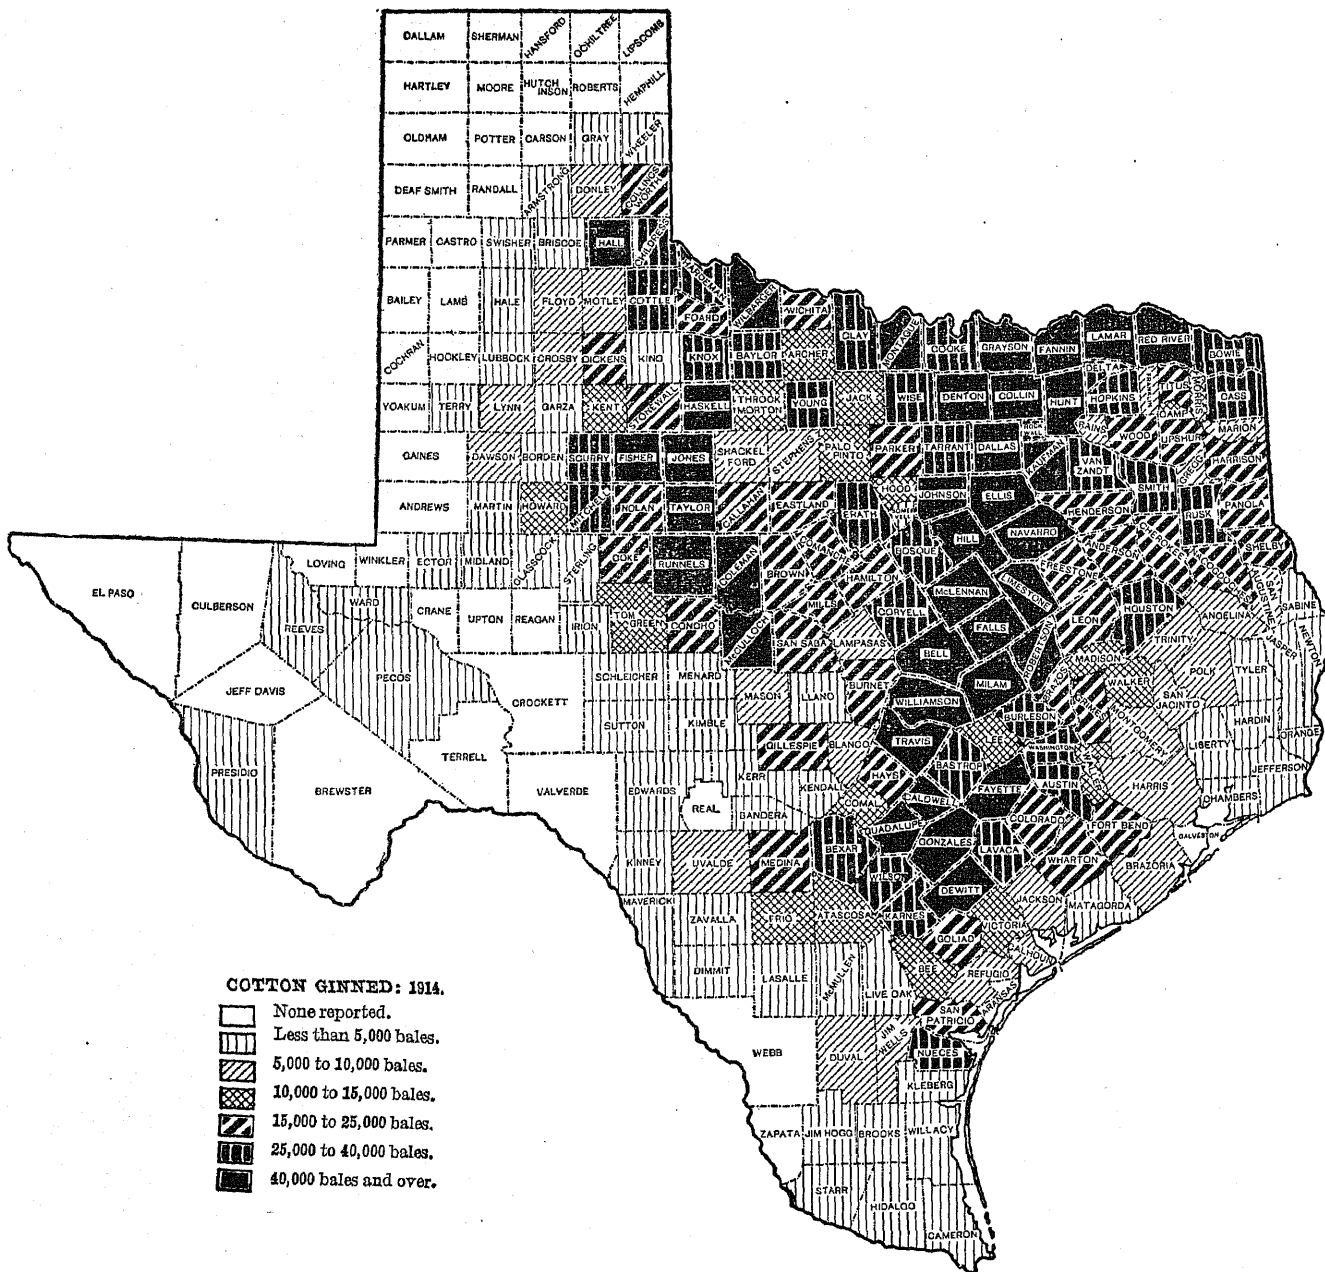 DALLAM SHERMAN HANSFORD OCHILTREE LIPSCOMB
HARTLEY MOORE HUTCHINSON ROBERTS HEMPHILL
OLDHAM POTTER CARSON GRAY WHEELER
DEAF SMITH RANDALL ARMSTRONG DONLEY COLLINGSWORTH
PARMER CASTRO SWISHER BRISCOE HALL CHILDRESS
BAILEY LAMB HALE FLOYD MOTLEY COTTLE HARDEMAN FOARD WILBARGER WICHITA CLAY MONTAGUE COOKE GRAYSON FANNIN LAMAR RED RIVER BOWIE
COCHRAN HOCKLEY LUBBOCK CROSBY DICKENS KING KNOX BAYLOR ARCHER DELTA TITUS MORRIS
YOAKUM TERRY LYNN GARZA KENT STONEWALL HASKELL THROCKMORTON YOUNG JACK WISE DENTON COLLIN HUNT HOPKINS CAMP CASS
GAINES DAWSON BORDEN SCURRY FISHER JONES SHACKELFORD STEPHENS PALO PINTO PARKER TARRANT DALLAS ROCKWALL KAUFMAN RAINS VAN ZANDT WOOD UPSHUR MARION GREGG HARRISON
ANDREWS MARTIN HOWARD MITCHELL NOLAN TAYLOR CALLAHAN EASTLAND ERATH HOOD JOHNSON ELLIS HENDERSON SMITH RUSK PANOLA
EL PASO CULBERSON LOVING WINKLER ECTOR MIDLAND GLASSCOCK STERLING COKE RUNNELS COLEMAN BROWN COMANCHE HAMILTON BOSQUE HILL NAVARRO FREESTONE ANDERSON CHEROKEE SHELBY
REEVES WARD CRANE UPTON REAGAN IRION TOM GREEN CONCHO McCULLOCH SAN SABA MILLS LAMPASAS CORYELL McLENNAN LIMESTONE FALLS LEON HOUSTON ANGELINA SAN AUGUSTINE SABINE
JEFF DAVIS PECOS CROCKETT SCHLEICHER MENARD MASON LLANO BURNET BELL MILAM ROBERTSON BRAZOS MADISON WALKER TRINITY POLK TYLER JASPER NEWTON
PRESIDIO BREWSTER TERRELL VALVERDE SUTTON KIMBLE GILLESPIE BLANCO WILLIAMSON TRAVIS LEE BURLESON GRIMES MONTGOMERY SAN JACINTO LIBERTY HARDIN ORANGE
EDWARDS REAL KERR BANDERA KENDALL COMAL HAYS CALDWELL BASTROP FAYETTE WASHINGTON AUSTIN WALLER HARRIS CHAMBERS JEFFERSON
KINNEY UVALDE MEDINA BEXAR GUADALUPE GONZALES LAVACA COLORADO WHARTON FORT BEND BRAZORIA GALVESTON
MAVERICK ZAVALLA FRIO ATASCOSA WILSON KARNES DEWITT VICTORIA JACKSON MATAGORDA
DIMMIT LASALLE McMULLEN LIVE OAK BEE GOLIAD REFUGIO CALHOUN ARANSAS
WEBB DUVAL JIM WELLS SAN PATRICIO NUECES
KLEBERG
ZAPATA JIM HOGG BROOKS WILLACY
STARR HIDALGO CAMERON
COTTON GINNED: 1914.
None reported.
Less than 5,000 bales.
5,000 to 10,000 bales.
10,000 to 15,000 bales.
15,000 to 25,000 bales.
25,000 to 40,000 bales.
40,000 bales and over.